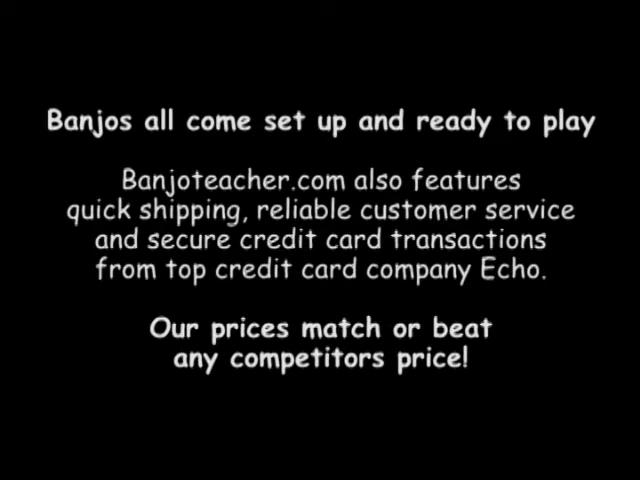 Banjos all come set up and ready to play
Banjoteacher.com also features
quick shipping, reliable customer service
and secure credit card transactions
from top credit card company Echo.
Our prices match or beat
any competitors price!